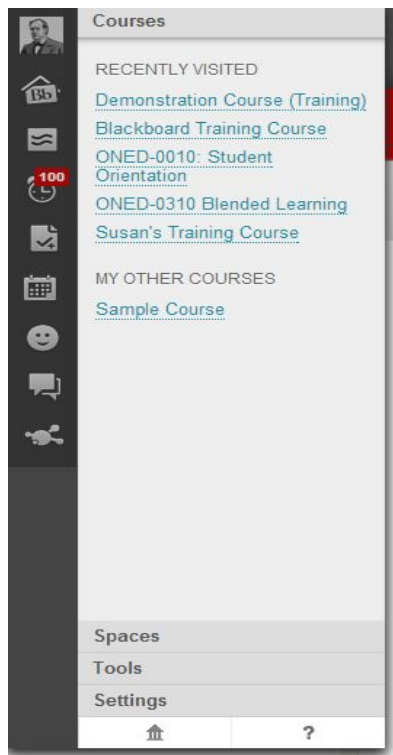 Courses
RECENTLY VISITED
Demonstration Course (Training)
Blackboard Training Course
ONED-0010: Student
Orientation
ONED-0310 Blended Learning
Susan's Training Course
MY OTHER COURSES
Sample Course
Bb
100
Spaces
Tools
Settings
?